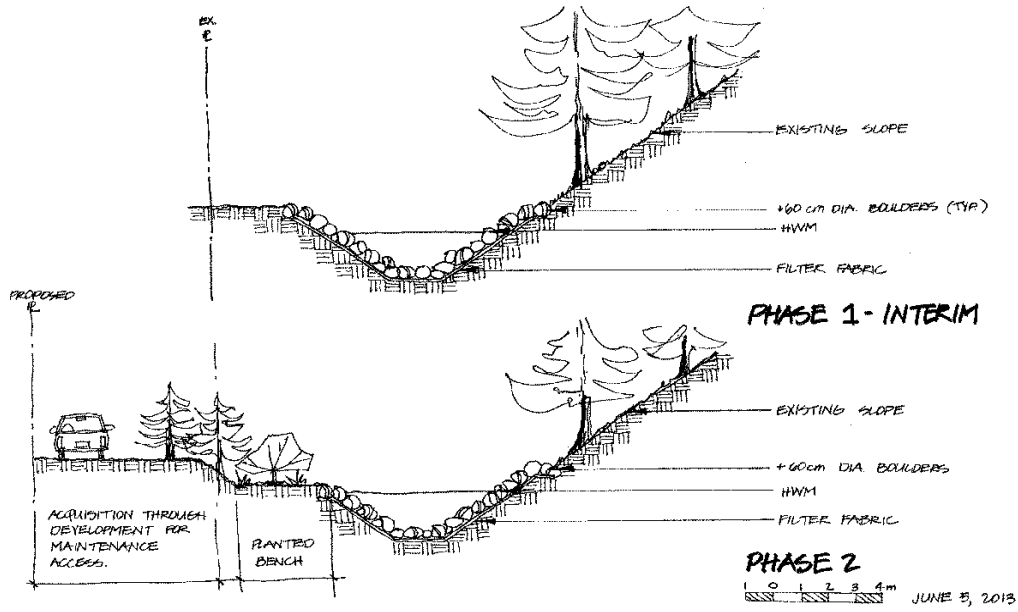 EX.
PL
EXISTING SLOPE
+60 cm DIA. BOULDERS (TYP.)
HWM
FILTER FABRIC
PHASE 1 - INTERIM
PROPOSED
PL
EXISTING SLOPE
+60cm DIA. BOULDERS
HWM
FILTER FABRIC
ACQUISITION THROUGH
DEVELOPMENT FOR
MAINTENANCE
ACCESS.
PLANTED
BENCH
PHASE 2
1 0 1 2 3 4m
JUNE 5, 2013